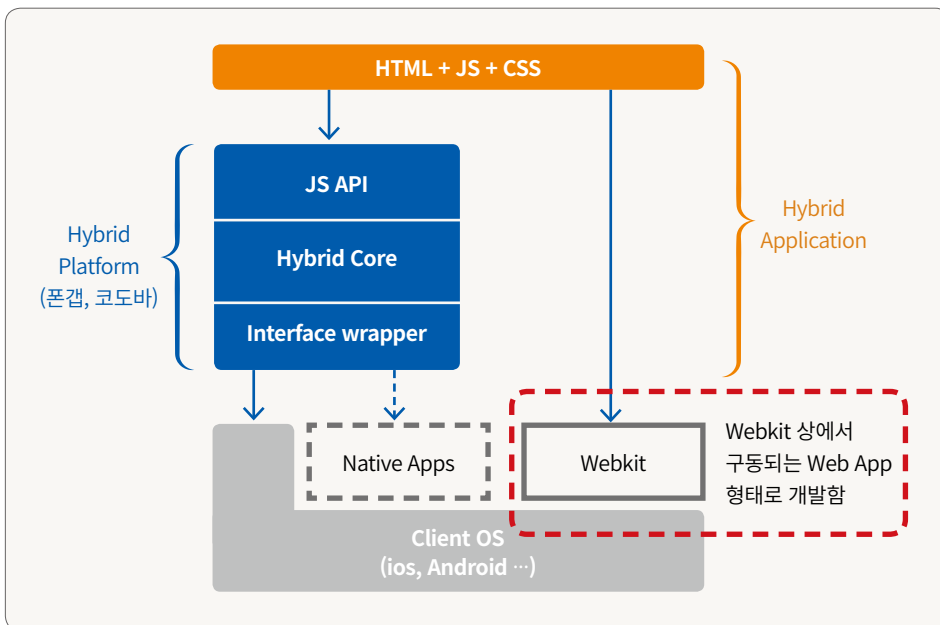 HTML + JS + CSS
JS API
Hybrid Core
Interface wrapper
Hybrid
Platform
(폰갭, 코도바)
Hybrid
Application
Native Apps
Webkit
Webkit 상에서
구동되는 Web App
형태로 개발함
Client OS
(ios, Android ···)